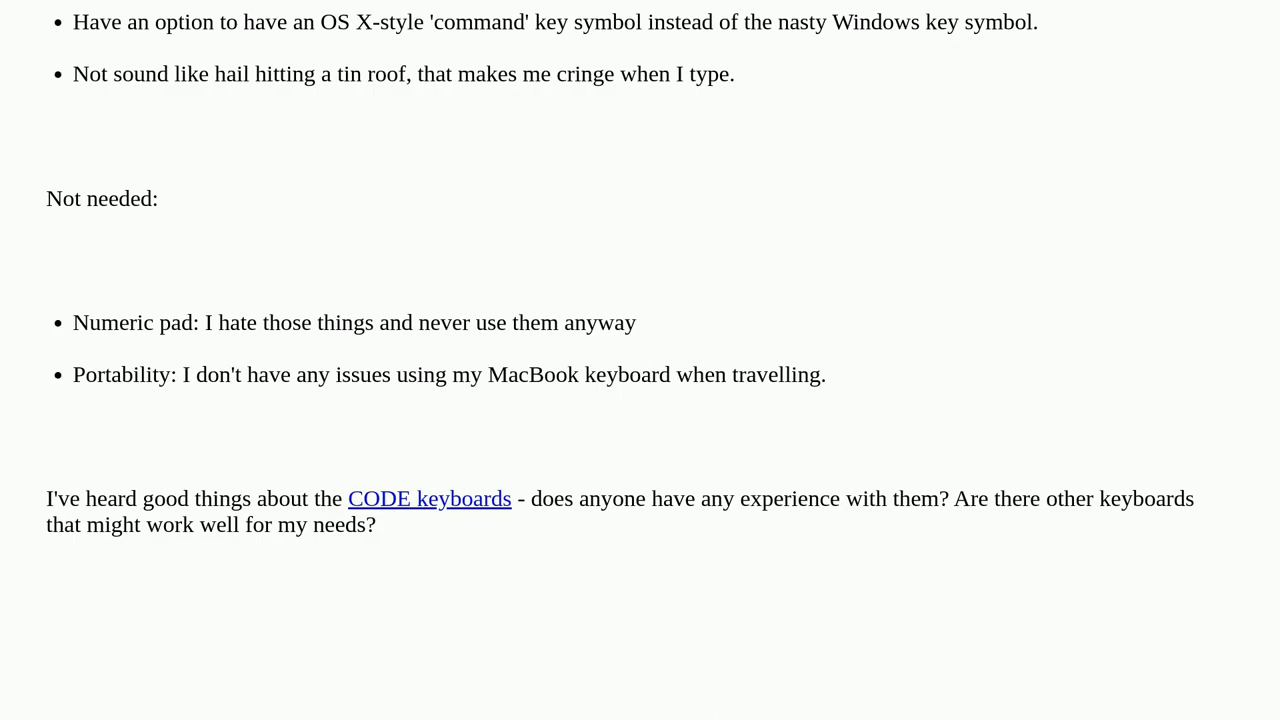 • Have an option to have an OS X-style 'command' key symbol instead of the nasty Windows key symbol.
• Not sound like hail hitting a tin roof, that makes me cringe when I type.
Not needed:
• Numeric pad: I hate those things and never use them anyway
• Portability: I don't have any issues using my MacBook keyboard when travelling.
I've heard good things about the CODE keyboards - does anyone have any experience with them? Are there other keyboards
that might work well for my needs?